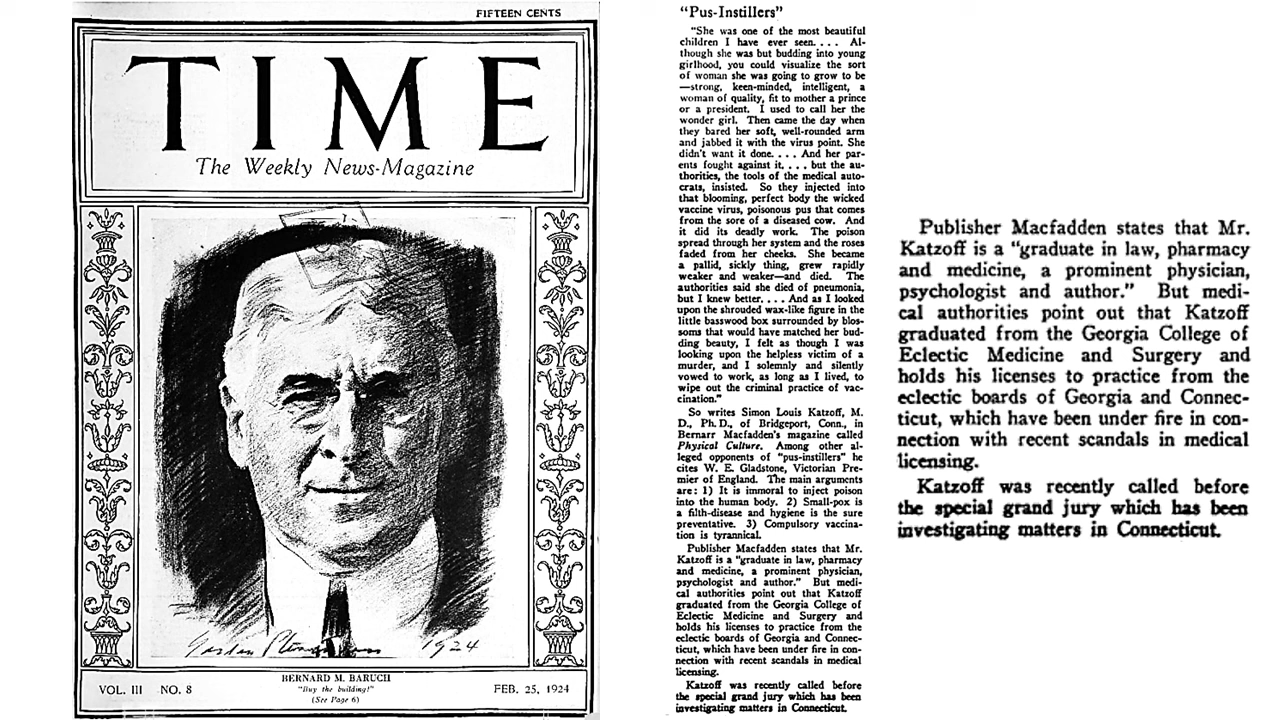 FIFTEEN CENTS
TIME
The Weekly News-Magazine
1924
BERNARD M. BARUCH
"Buy the building!"
(See Page 6)
VOL. III NO. 8
FEB. 25, 1924
"Pus-Instillers"
"She was one of the most beautiful
children I have ever seen. . . . Al-
though she was but budding into young
girlhood, you could visualize the sort
of woman she was going to grow to be
—strong, keen-minded, intelligent, a
woman of quality, fit to mother a prince
or a president. I used to call her the
wonder girl. Then came the day when
they bared her soft, well-rounded arm
and jabbed it with the virus point. She
didn't want it done. . . . And her par-
ents fought against it. . . . but the au-
thorities, the tools of the medical auto-
crats, insisted. So they injected into
that blooming, perfect body the wicked
vaccine virus, poisonous pus that comes
from the sore of a diseased cow. And
it did its deadly work. The poison
spread through her system and the roses
faded from her cheeks. She became
a pallid, sickly thing, grew rapidly
weaker and weaker—and died. The
authorities said she died of pneumonia,
but I knew better. . . . And as I looked
upon the shrouded wax-like figure in the
little basswood box surrounded by blos-
soms that would have matched her bud-
ding beauty, I felt as though I was
looking upon the helpless victim of a
murder, and I solemnly and silently
vowed to work, as long as I lived, to
wipe out the criminal practice of vac-
cination."
So writes Simon Louis Katzoff, M.
D., Ph. D., of Bridgeport, Conn., in
Bernarr Macfadden's magazine called
Physical Culture. Among other al-
leged opponents of "pus-instillers" he
cites W. E. Gladstone, Victorian Pre-
mier of England. The main arguments
are: 1) It is immoral to inject poison
into the human body. 2) Small-pox is
a filth-disease and hygiene is the sure
preventative. 3) Compulsory vaccina-
tion is tyrannical.
Publisher Macfadden states that Mr.
Katzoff is a "graduate in law, pharmacy
and medicine, a prominent physician,
psychologist and author." But medi-
cal authorities point out that Katzoff
graduated from the Georgia College of
Eclectic Medicine and Surgery and
holds his licenses to practice from the
eclectic boards of Georgia and Connec-
ticut, which have been under fire in con-
nection with recent scandals in medical
licensing.
Katzoff was recently called before
the special grand jury which has been
investigating matters in Connecticut.
Publisher Macfadden states that Mr.
Katzoff is a "graduate in law, pharmacy
and medicine, a prominent physician,
psychologist and author." But medi-
cal authorities point out that Katzoff
graduated from the Georgia College of
Eclectic Medicine and Surgery and
holds his licenses to practice from the
eclectic boards of Georgia and Connec-
ticut, which have been under fire in con-
nection with recent scandals in medical
licensing.
Katzoff was recently called before
the special grand jury which has been
investigating matters in Connecticut.